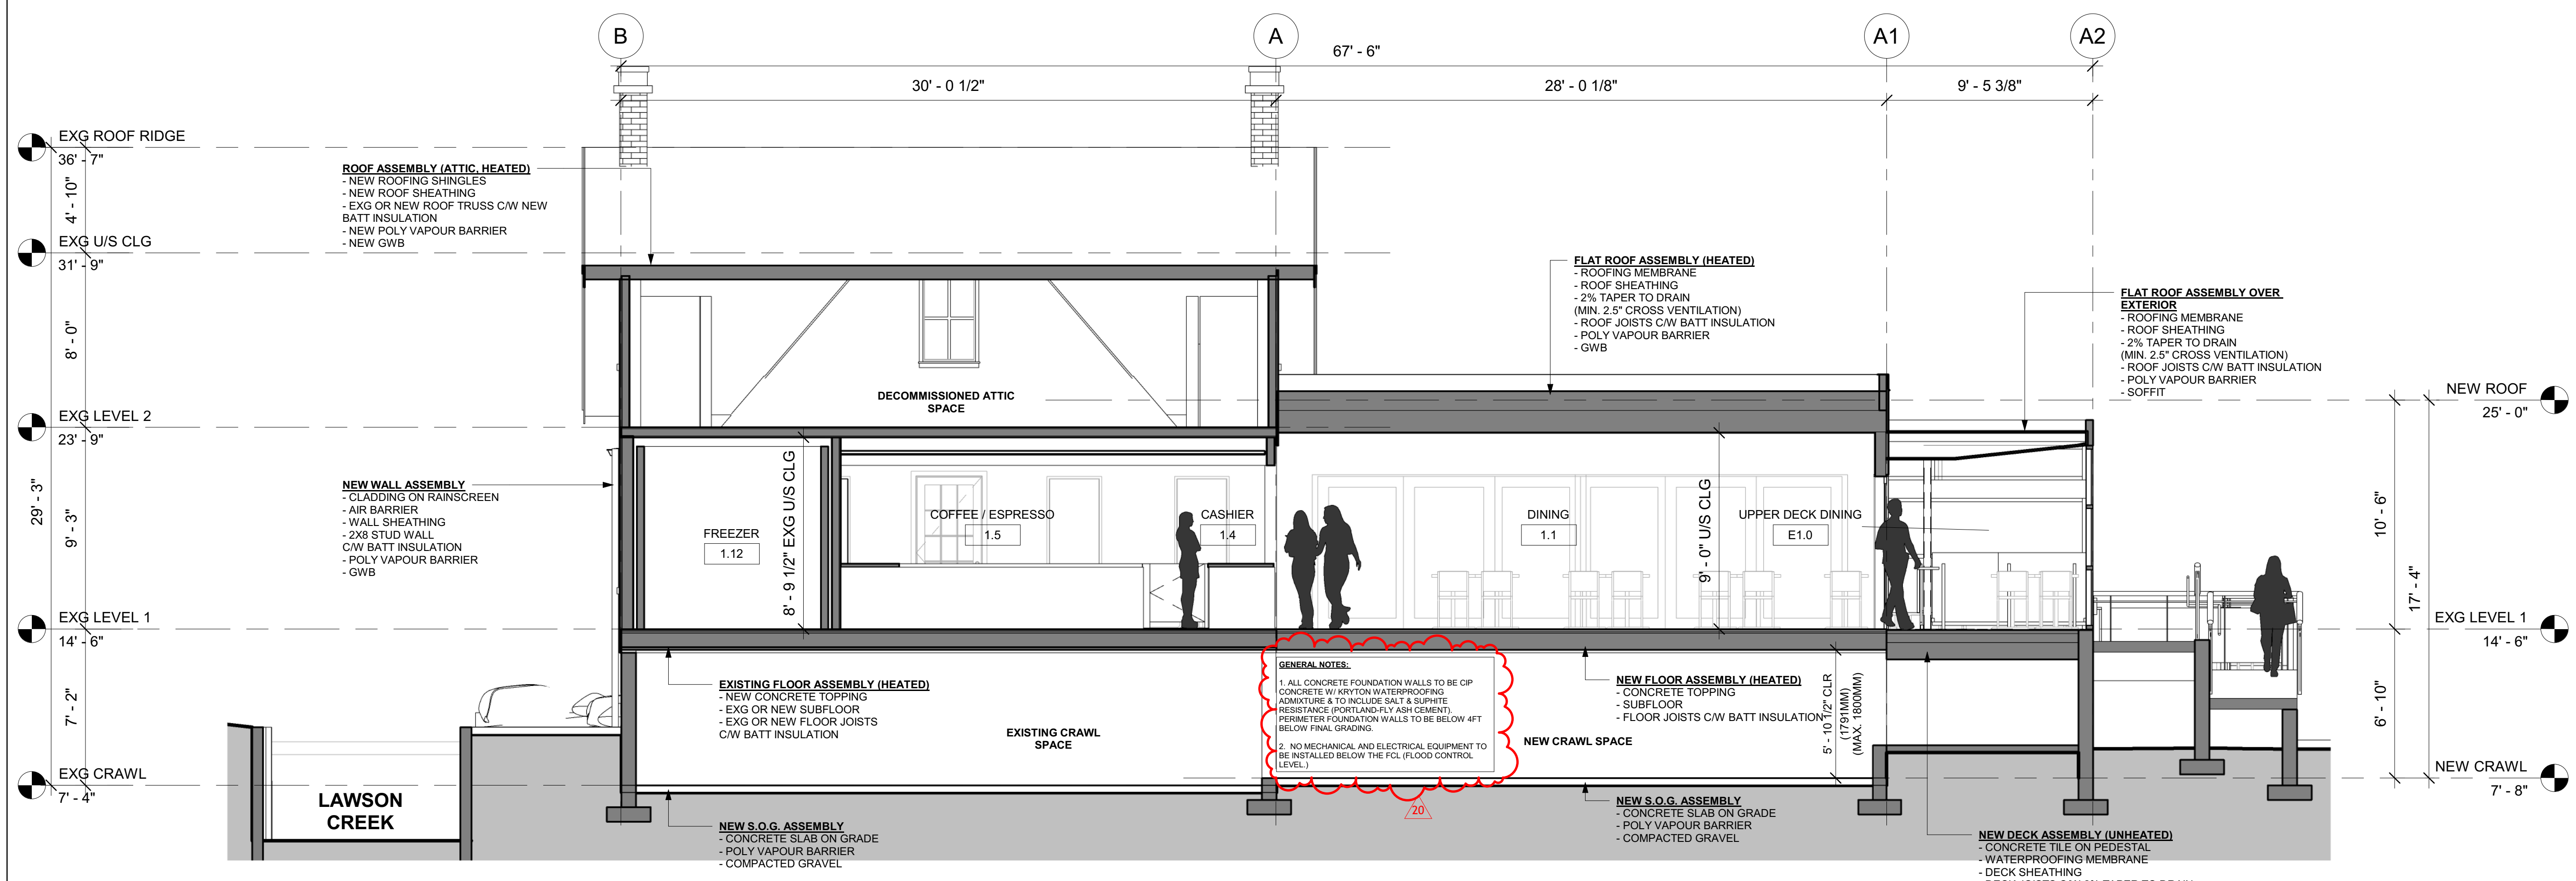 B
A
A1
A2
67' - 6"
30' - 0 1/2"
28' - 0 1/8"
9' - 5 3/8"
EXG ROOF RIDGE
36' - 7"
4' - 10"
EXG U/S CLG
31' - 9"
8' - 0"
EXG LEVEL 2
23' - 9"
29' - 3"
9' - 3"
EXG LEVEL 1
14' - 6"
7' - 2"
EXG CRAWL
7' - 4"
ROOF ASSEMBLY (ATTIC, HEATED)
- NEW ROOFING SHINGLES
- NEW ROOF SHEATHING
- EXG OR NEW ROOF TRUSS C/W NEW
BATT INSULATION
- NEW POLY VAPOUR BARRIER
- NEW GWB
NEW WALL ASSEMBLY
- CLADDING ON RAINSCREEN
- AIR BARRIER
- WALL SHEATHING
- 2X8 STUD WALL
C/W BATT INSULATION
- POLY VAPOUR BARRIER
- GWB
DECOMMISSIONED ATTIC
SPACE
FLAT ROOF ASSEMBLY (HEATED)
- ROOFING MEMBRANE
- ROOF SHEATHING
- 2% TAPER TO DRAIN
(MIN. 2.5" CROSS VENTILATION)
- ROOF JOISTS C/W BATT INSULATION
- POLY VAPOUR BARRIER
- GWB
FLAT ROOF ASSEMBLY OVER
EXTERIOR
- ROOFING MEMBRANE
- ROOF SHEATHING
- 2% TAPER TO DRAIN
(MIN. 2.5" CROSS VENTILATION)
- ROOF JOISTS C/W BATT INSULATION
- POLY VAPOUR BARRIER
- SOFFIT
NEW ROOF
25' - 0"
10' - 6"
17' - 4"
EXG LEVEL 1
14' - 6"
6' - 10"
NEW CRAWL
7' - 8"
FREEZER
1.12
8' - 9 1/2" EXG U/S CLG
COFFEE / ESPRESSO
1.5
CASHIER
1.4
DINING
1.1
9' - 0" U/S CLG
UPPER DECK DINING
E1.0
EXISTING FLOOR ASSEMBLY (HEATED)
- NEW CONCRETE TOPPING
- EXG OR NEW SUBFLOOR
- EXG OR NEW FLOOR JOISTS
C/W BATT INSULATION
EXISTING CRAWL
SPACE
GENERAL NOTES:
1. ALL CONCRETE FOUNDATION WALLS TO BE CIP
CONCRETE W/ KRYTON WATERPROOFING
ADMIXTURE & TO INCLUDE SALT & SUPHITE
RESISTANCE (PORTLAND-FLY ASH CEMENT).
PERIMETER FOUNDATION WALLS TO BE BELOW 4FT
BELOW FINAL GRADING.
2. NO MECHANICAL AND ELECTRICAL EQUIPMENT TO
BE INSTALLED BELOW THE FCL (FLOOD CONTROL
LEVEL.)
20
NEW FLOOR ASSEMBLY (HEATED)
- CONCRETE TOPPING
- SUBFLOOR
- FLOOR JOISTS C/W BATT INSULATION
NEW CRAWL SPACE
5' - 10 1/2" CLR
(1791MM)
(MAX. 1800MM)
LAWSON
CREEK
NEW S.O.G. ASSEMBLY
- CONCRETE SLAB ON GRADE
- POLY VAPOUR BARRIER
- COMPACTED GRAVEL
NEW S.O.G. ASSEMBLY
- CONCRETE SLAB ON GRADE
- POLY VAPOUR BARRIER
- COMPACTED GRAVEL
NEW DECK ASSEMBLY (UNHEATED)
- CONCRETE TILE ON PEDESTAL
- WATERPROOFING MEMBRANE
- DECK SHEATHING